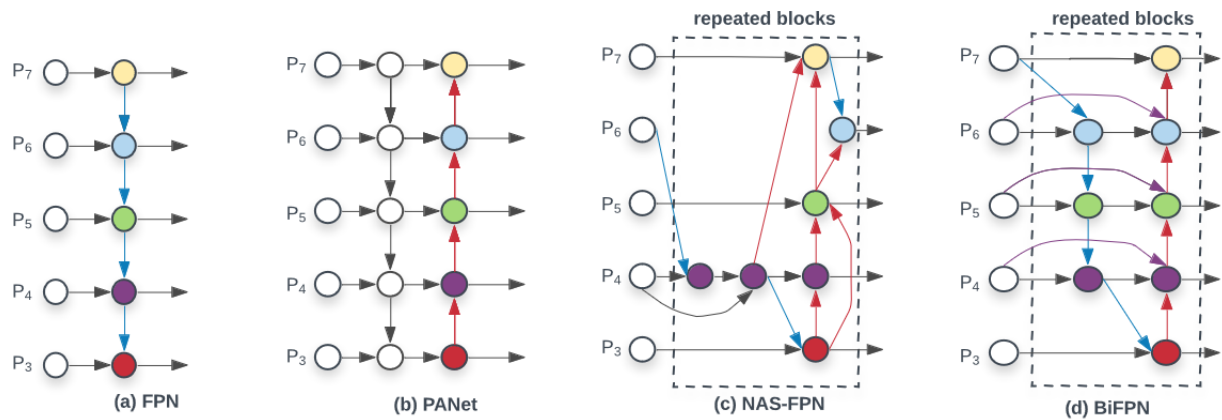 repeated blocks
repeated blocks
P7
P6
P5
P4
P3
(a) FPN
P7
P6
P5
P4
P3
(b) PANet
P7
P6
P5
P4
P3
(c) NAS-FPN
P7
P6
P5
P4
P3
(d) BiFPN